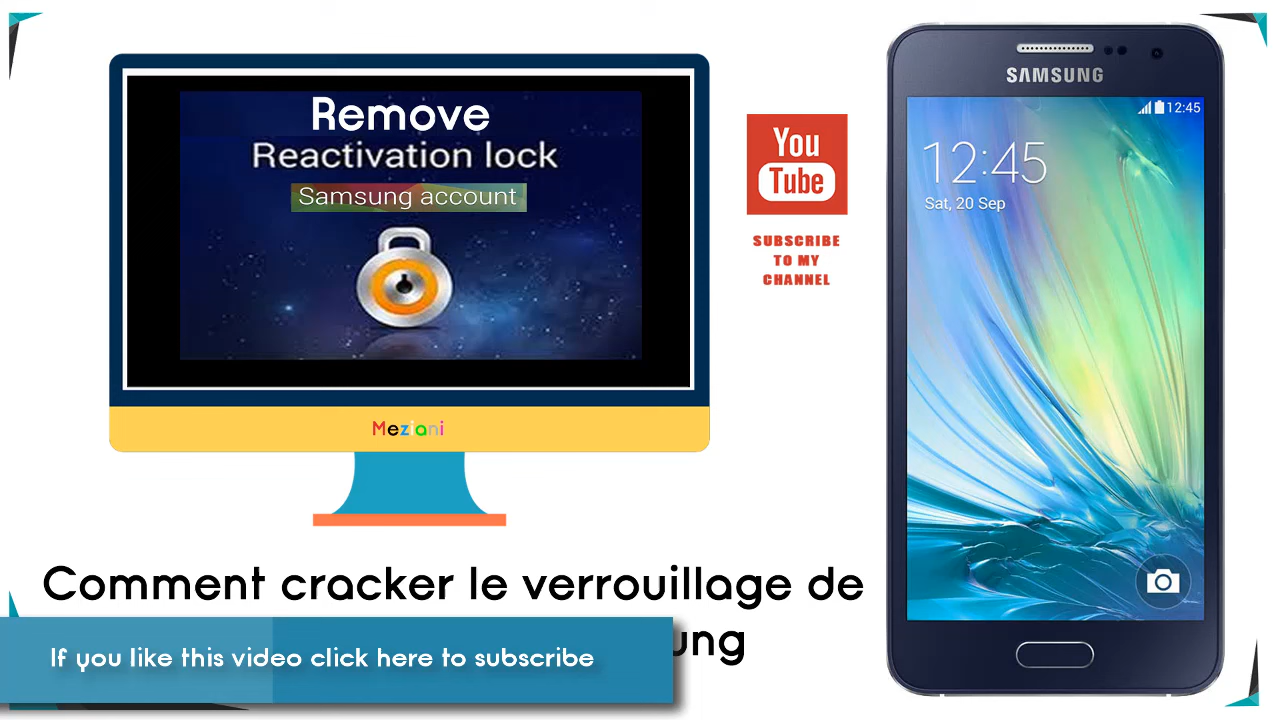 Remove
Reactivation lock
Samsung account
Meziani
You
Tube
SUBSCRIBE
TO MY
CHANNEL
SAMSUNG
12:45
12:45
Sat, 20 Sep
Comment cracker le verrouillage de
ung
If you like this video click here to subscribe